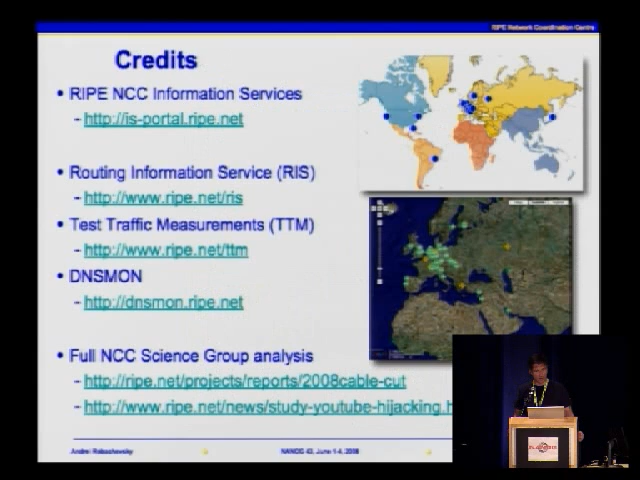 RIPE Network Coordination Centre
Credits
• RIPE NCC Information Services
- http://is-portal.ripe.net
• Routing Information Service (RIS)
- http://www.ripe.net/ris
• Test Traffic Measurements (TTM)
- http://www.ripe.net/ttm
• DNSMON
- http://dnsmon.ripe.net
• Full NCC Science Group analysis
- http://ripe.net/projects/reports/2008cable-cut
- http://www.ripe.net/news/study-youtube-hijacking.h
NANOG 43, June 1-4, 2008